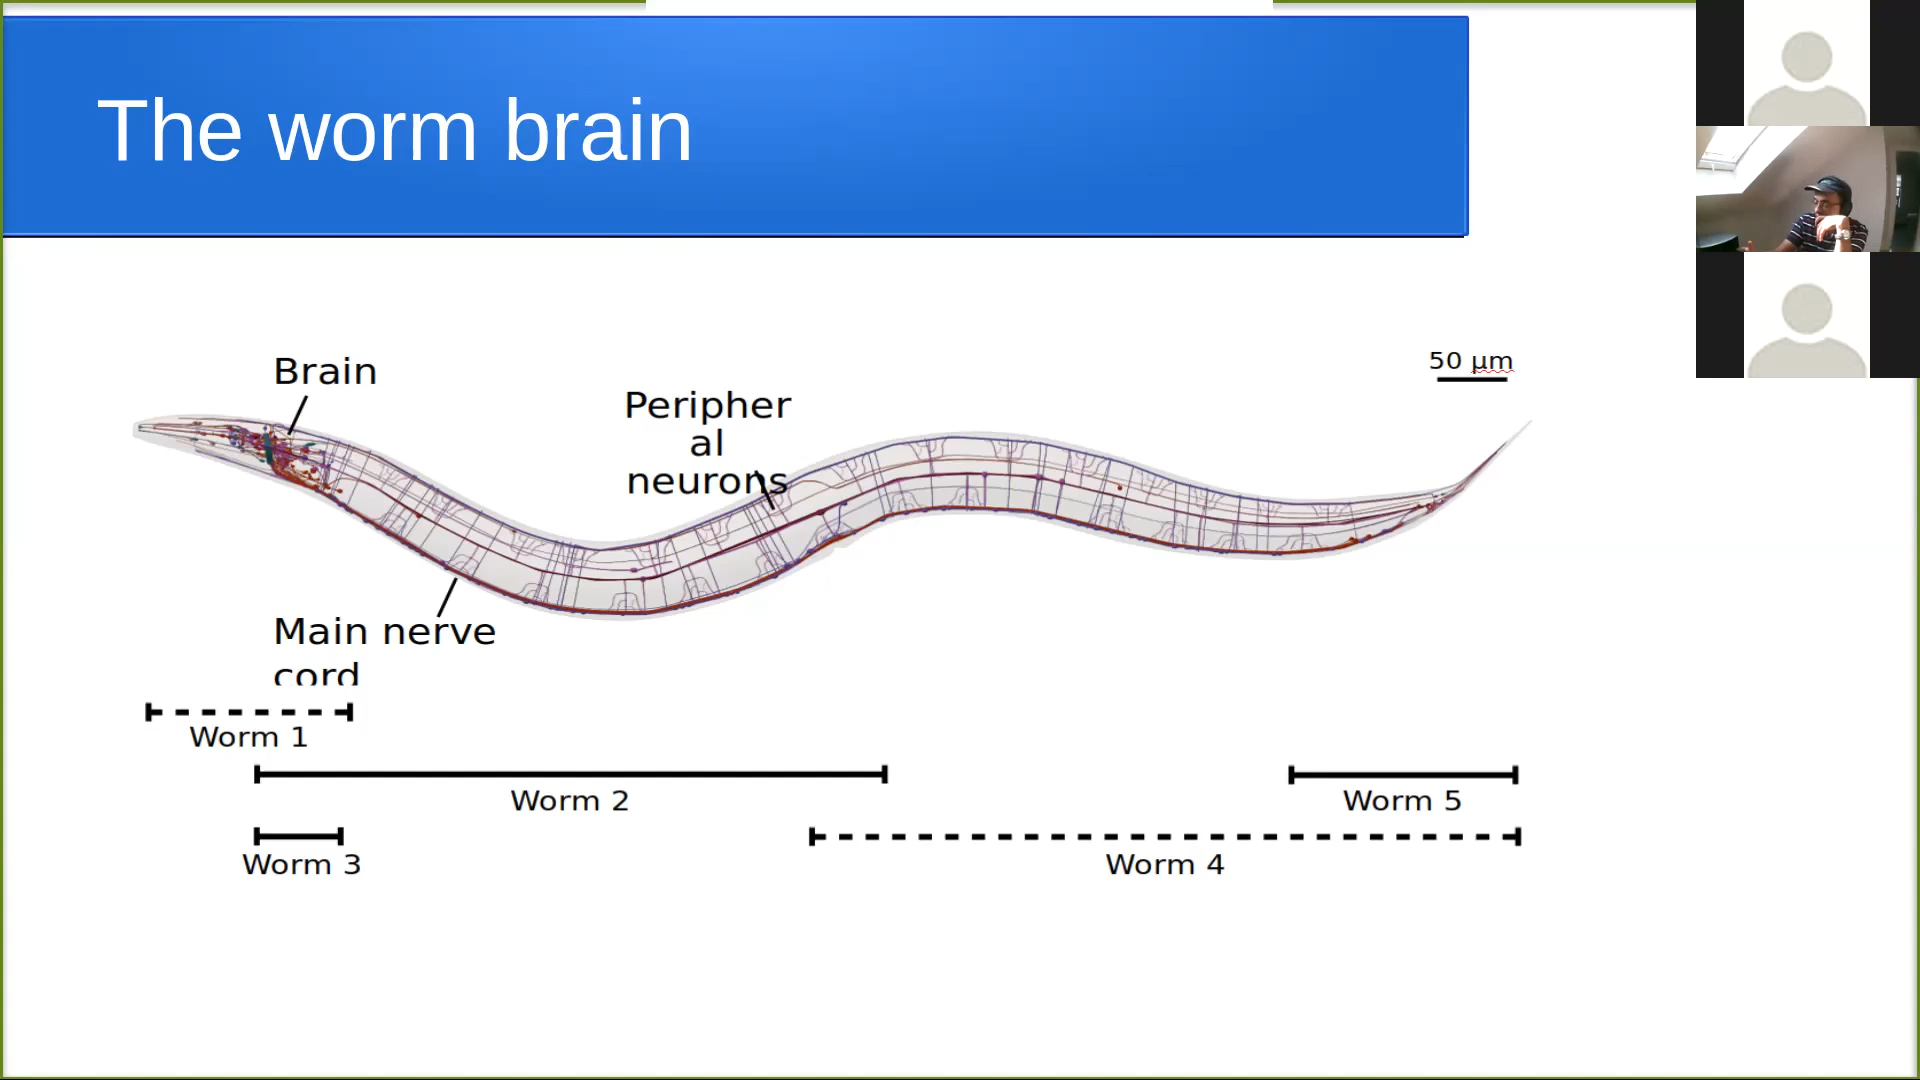 The worm brain
Brain
50 µm
Peripher
al
neurons
Main nerve
cord
Worm 1
Worm 2
Worm 5
Worm 3
Worm 4